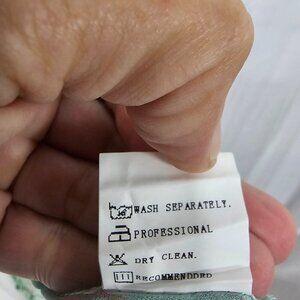 WASH SEPARATELY.
PROFESSIONAL
DRY CLEAN.
RECOMMENDDED